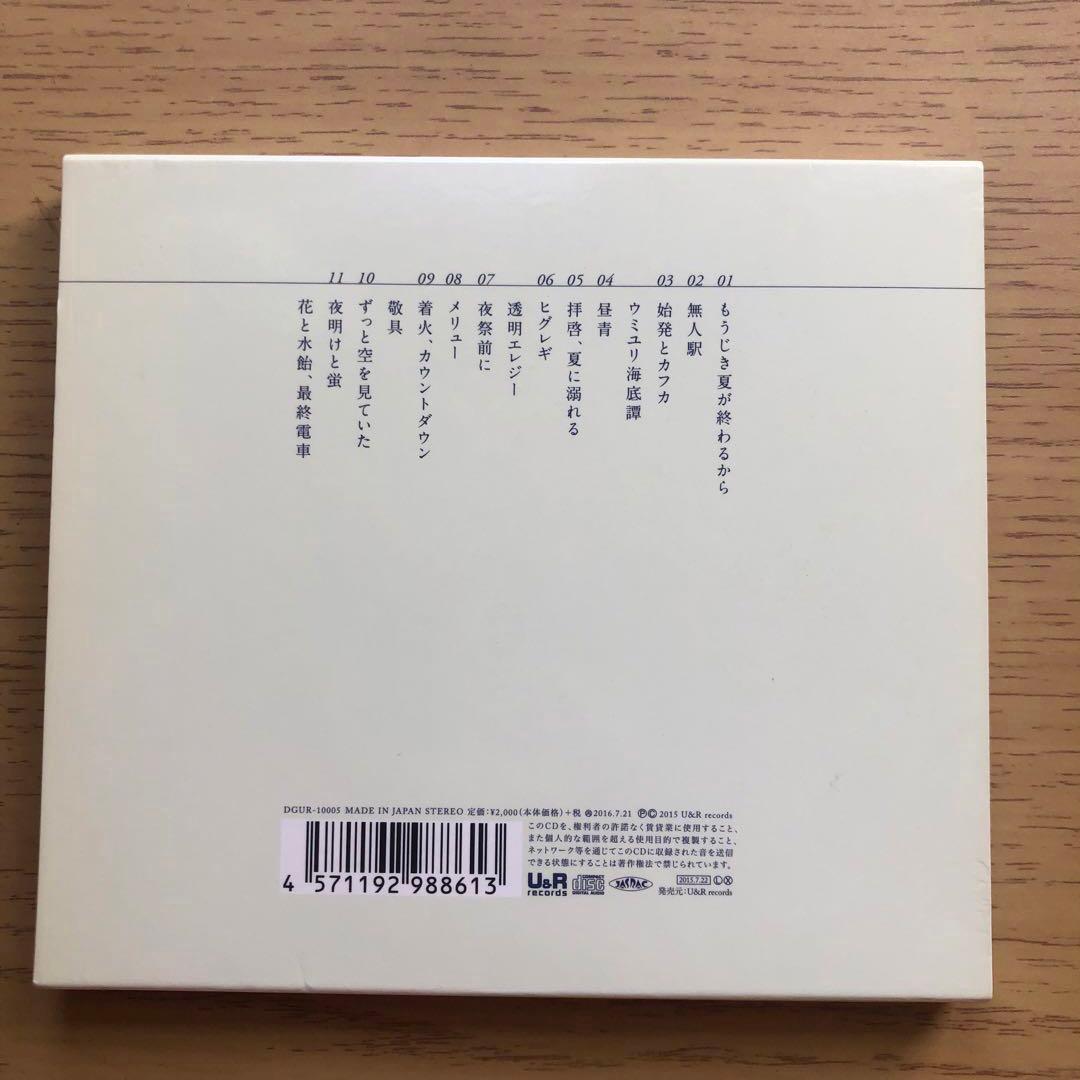 01 もうじき夏が終わるから
02 無人駅
03 始発とカフカ
ウミユリ海底譚
04 昼青
05 拝啓、夏に溺れる
06 ヒグレギ
透明エレジー
07 夜祭前に
08 メリュー
09 着火、カウントダウン
敬具
10 ずっと空を見ていた
11 夜明けと蛍
花と水飴、最終電車
DGUR-10005 MADE IN JAPAN STEREO 定価:¥2,000(本体価格)+税 Ⓡ2016.7.21 ℗© 2015 U&R records
このCDを、権利者の許諾なく賃貸業に使用すること、
また個人的な範囲を超える使用目的で複製すること、
ネットワーク等を通じてこのCDに収録された音を送信
できる状態にすることは著作権法で禁じられています。
4 571192 988613
U&R records
COMPACT disc DIGITAL AUDIO
JASRAC
2015.7.22 Ⓛ Ⓧ
発売元:U&R records